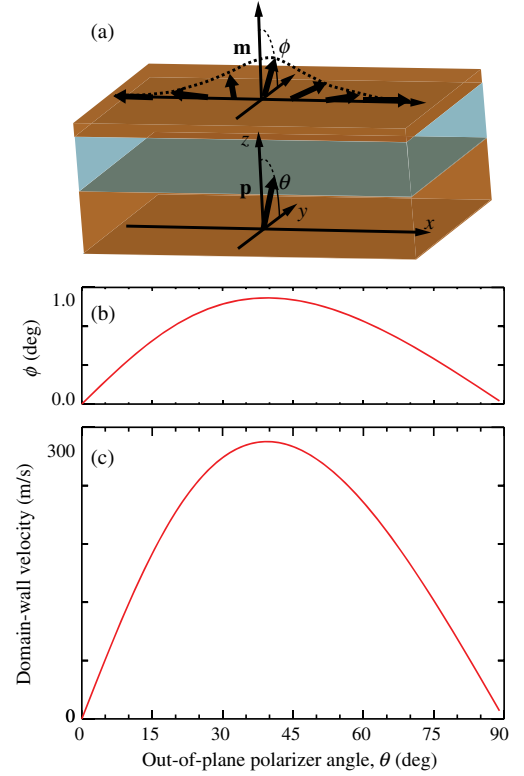 (a)
m
ϕ
z
p
θ
y
x
(b)
1.0
0.0
ϕ (deg)
(c)
300
0
Domain-wall velocity (m/s)
0 15 30 45 60 75 90
Out-of-plane polarizer angle, θ (deg)